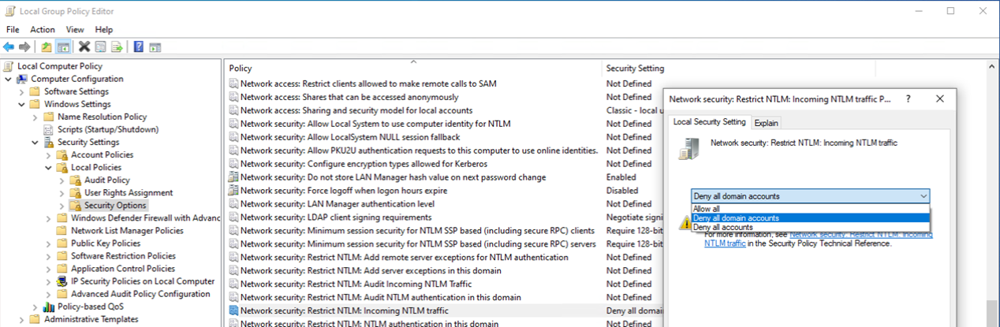 Local Group Policy Editor
File Action View Help
Local Computer Policy
Computer Configuration
Software Settings
Windows Settings
Name Resolution Policy
Scripts (Startup/Shutdown)
Security Settings
Account Policies
Local Policies
Audit Policy
User Rights Assignment
Security Options
Windows Defender Firewall with Advanc
Network List Manager Policies
Public Key Policies
Software Restriction Policies
Application Control Policies
IP Security Policies on Local Computer
Advanced Audit Policy Configuration
Policy-based QoS
Administrative Templates
Policy Security Setting
Network access: Restrict clients allowed to make remote calls to SAM Not Defined
Network access: Shares that can be accessed anonymously Not Defined
Network access: Sharing and security model for local accounts Classic - local u
Network security: Allow Local System to use computer identity for NTLM Not Defined
Network security: Allow LocalSystem NULL session fallback Not Defined
Network security: Allow PKU2U authentication requests to this computer to use online identities. Not Defined
Network security: Configure encryption types allowed for Kerberos Not Defined
Network security: Do not store LAN Manager hash value on next password change Enabled
Network security: Force logoff when logon hours expire Disabled
Network security: LAN Manager authentication level Not Defined
Network security: LDAP client signing requirements Negotiate signi
Network security: Minimum session security for NTLM SSP based (including secure RPC) clients Require 128-bit
Network security: Minimum session security for NTLM SSP based (including secure RPC) servers Require 128-bit
Network security: Restrict NTLM: Add remote server exceptions for NTLM authentication Not Defined
Network security: Restrict NTLM: Add server exceptions in this domain Not Defined
Network security: Restrict NTLM: Audit Incoming NTLM Traffic Not Defined
Network security: Restrict NTLM: Audit NTLM authentication in this domain Not Defined
Network security: Restrict NTLM: Incoming NTLM traffic Deny all domai
Network security: Restrict NTLM: NTLM authentication in this domain Not Defined
Network security: Restrict NTLM: Incoming NTLM traffic P... ?
Local Security Setting Explain
Network security: Restrict NTLM: Incoming NTLM traffic
Deny all domain accounts
Allow all
Deny all domain accounts
Deny all accounts
For more information, see Network security: Restrict NTLM: Incoming
NTLM traffic in the Security Policy Technical Reference.